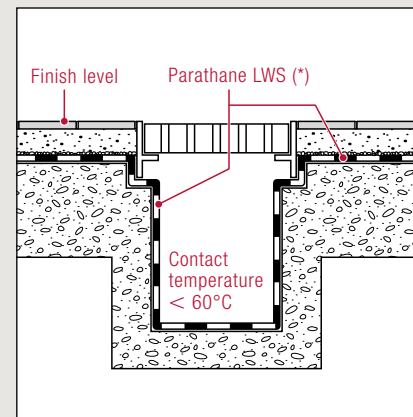 Finish level
Parathane LWS (*)
Contact
temperature
< 60°C